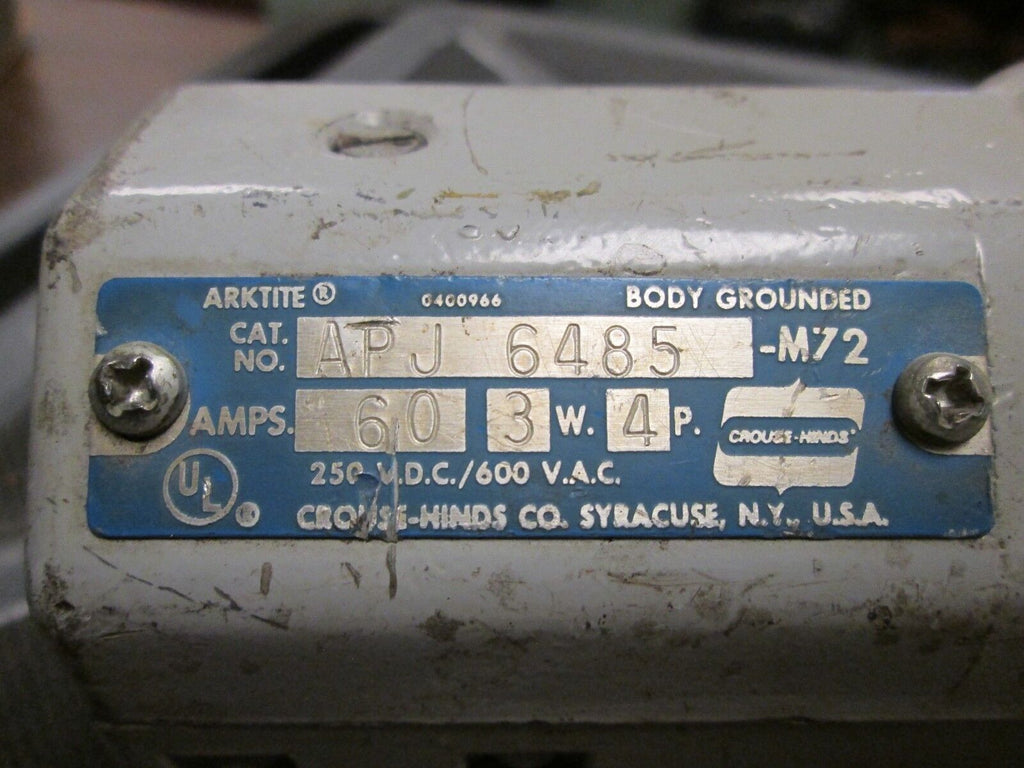 ARKTITE® 0400966 BODY GROUNDED
CAT. NO. APJ 6485 -M72
AMPS. 60 3 W. 4 P.
CROUSE-HINDS®
250 V.D.C./600 V.A.C.
UL®
CROUSE-HINDS CO. SYRACUSE, N.Y., U.S.A.